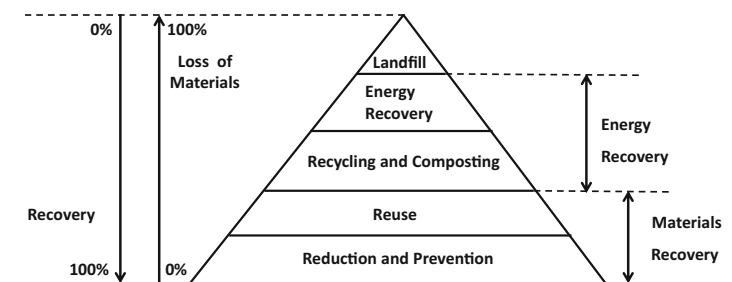 0%
100%
Loss of
Materials
Landfill
Energy
Recovery
Energy
Recovery
Recycling and Composting
Recovery
Reuse
Materials
Recovery
Reduction and Prevention
100%
0%